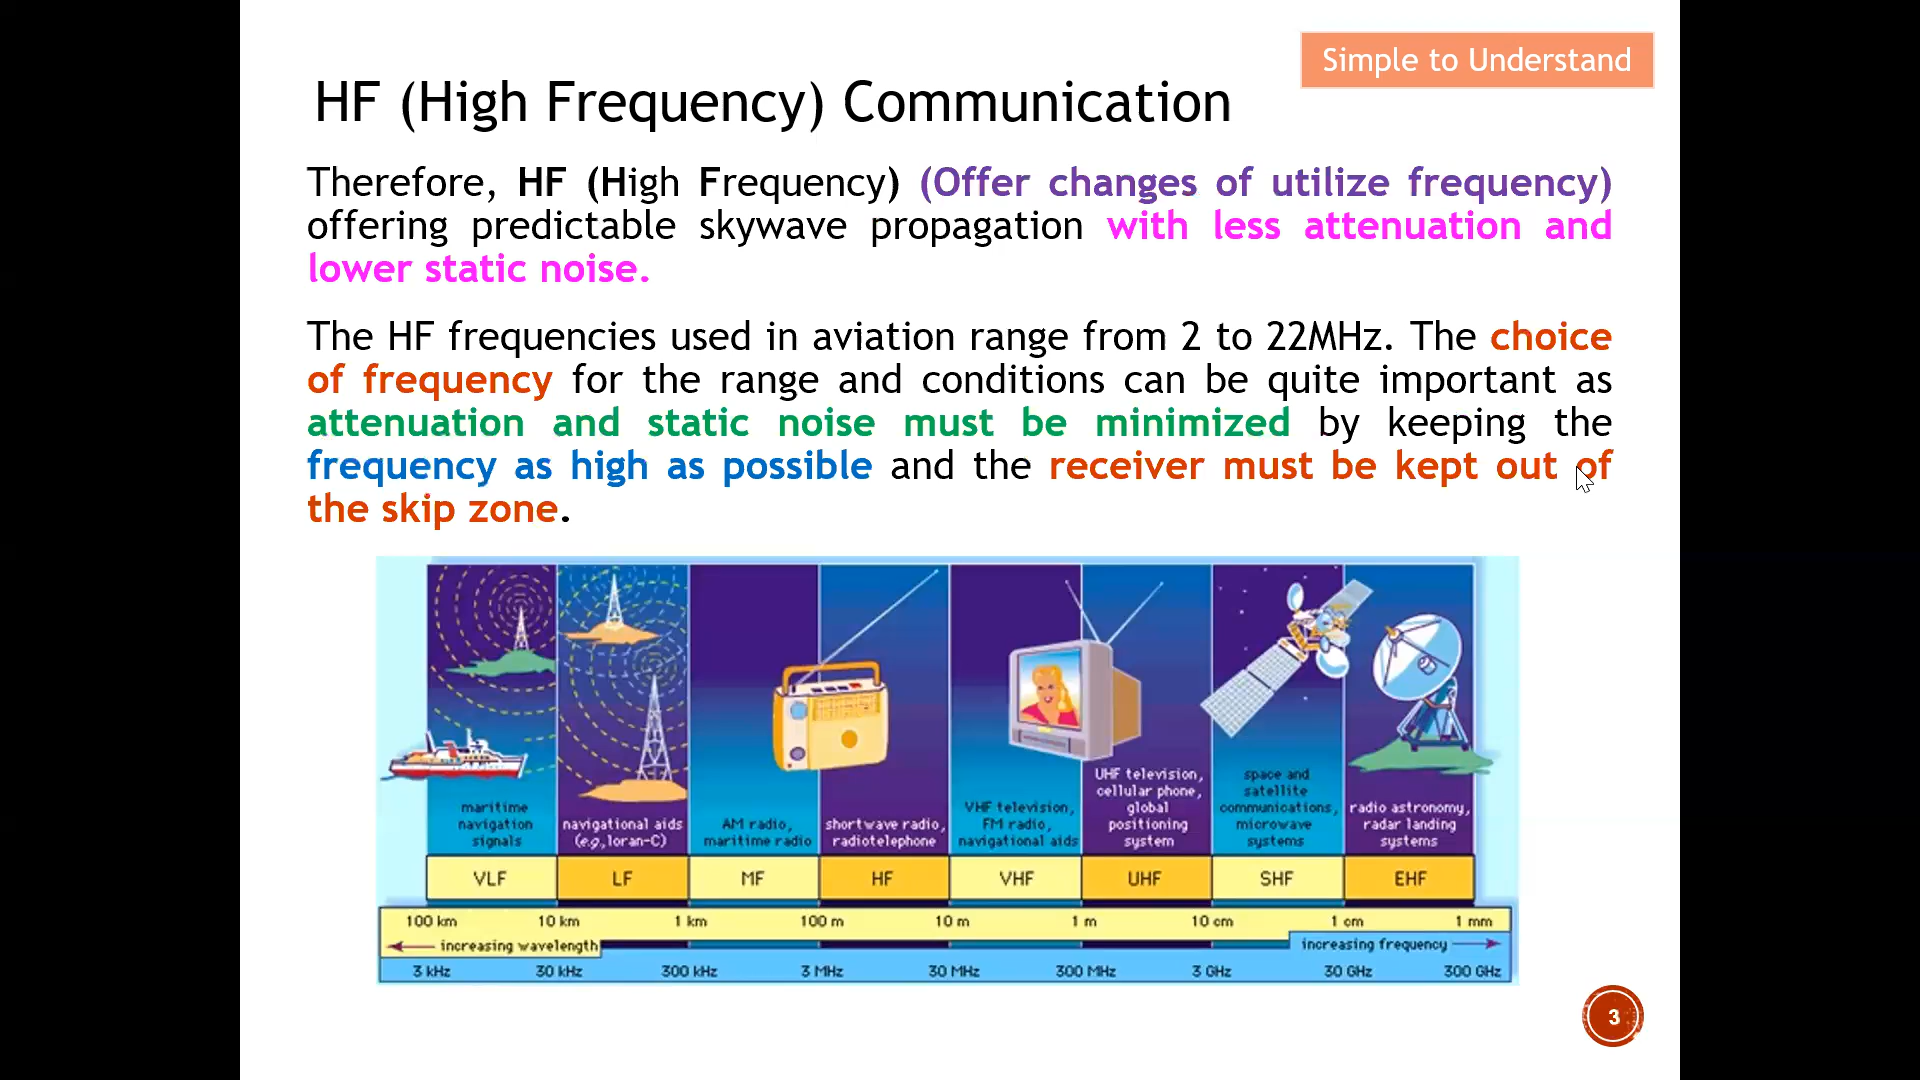 Simple to Understand
HF (High Frequency) Communication
Therefore, HF (High Frequency) (Offer changes of utilize frequency)
offering predictable skywave propagation with less attenuation and
lower static noise.
The HF frequencies used in aviation range from 2 to 22MHz. The choice
of frequency for the range and conditions can be quite important as
attenuation and static noise must be minimized by keeping the
frequency as high as possible and the receiver must be kept out of
the skip zone.
maritime
navigation
signals
navigational aids
(e.g., loran-C)
AM radio,
maritime radio
shortwave radio,
radiotelephone
VHF television,
FM radio,
navigational aids
UHF television,
cellular phone,
global
positioning
system
space and
satellite
communications,
microwave
systems
radio astronomy,
radar landing
systems
VLF LF MF HF VHF UHF SHF EHF
100 km 10 km 1 km 100 m 10 m 1 m 10 cm 1 cm 1 mm
increasing wavelength increasing frequency
3 kHz 30 kHz 300 kHz 3 MHz 30 MHz 300 MHz 3 GHz 30 GHz 300 GHz
3